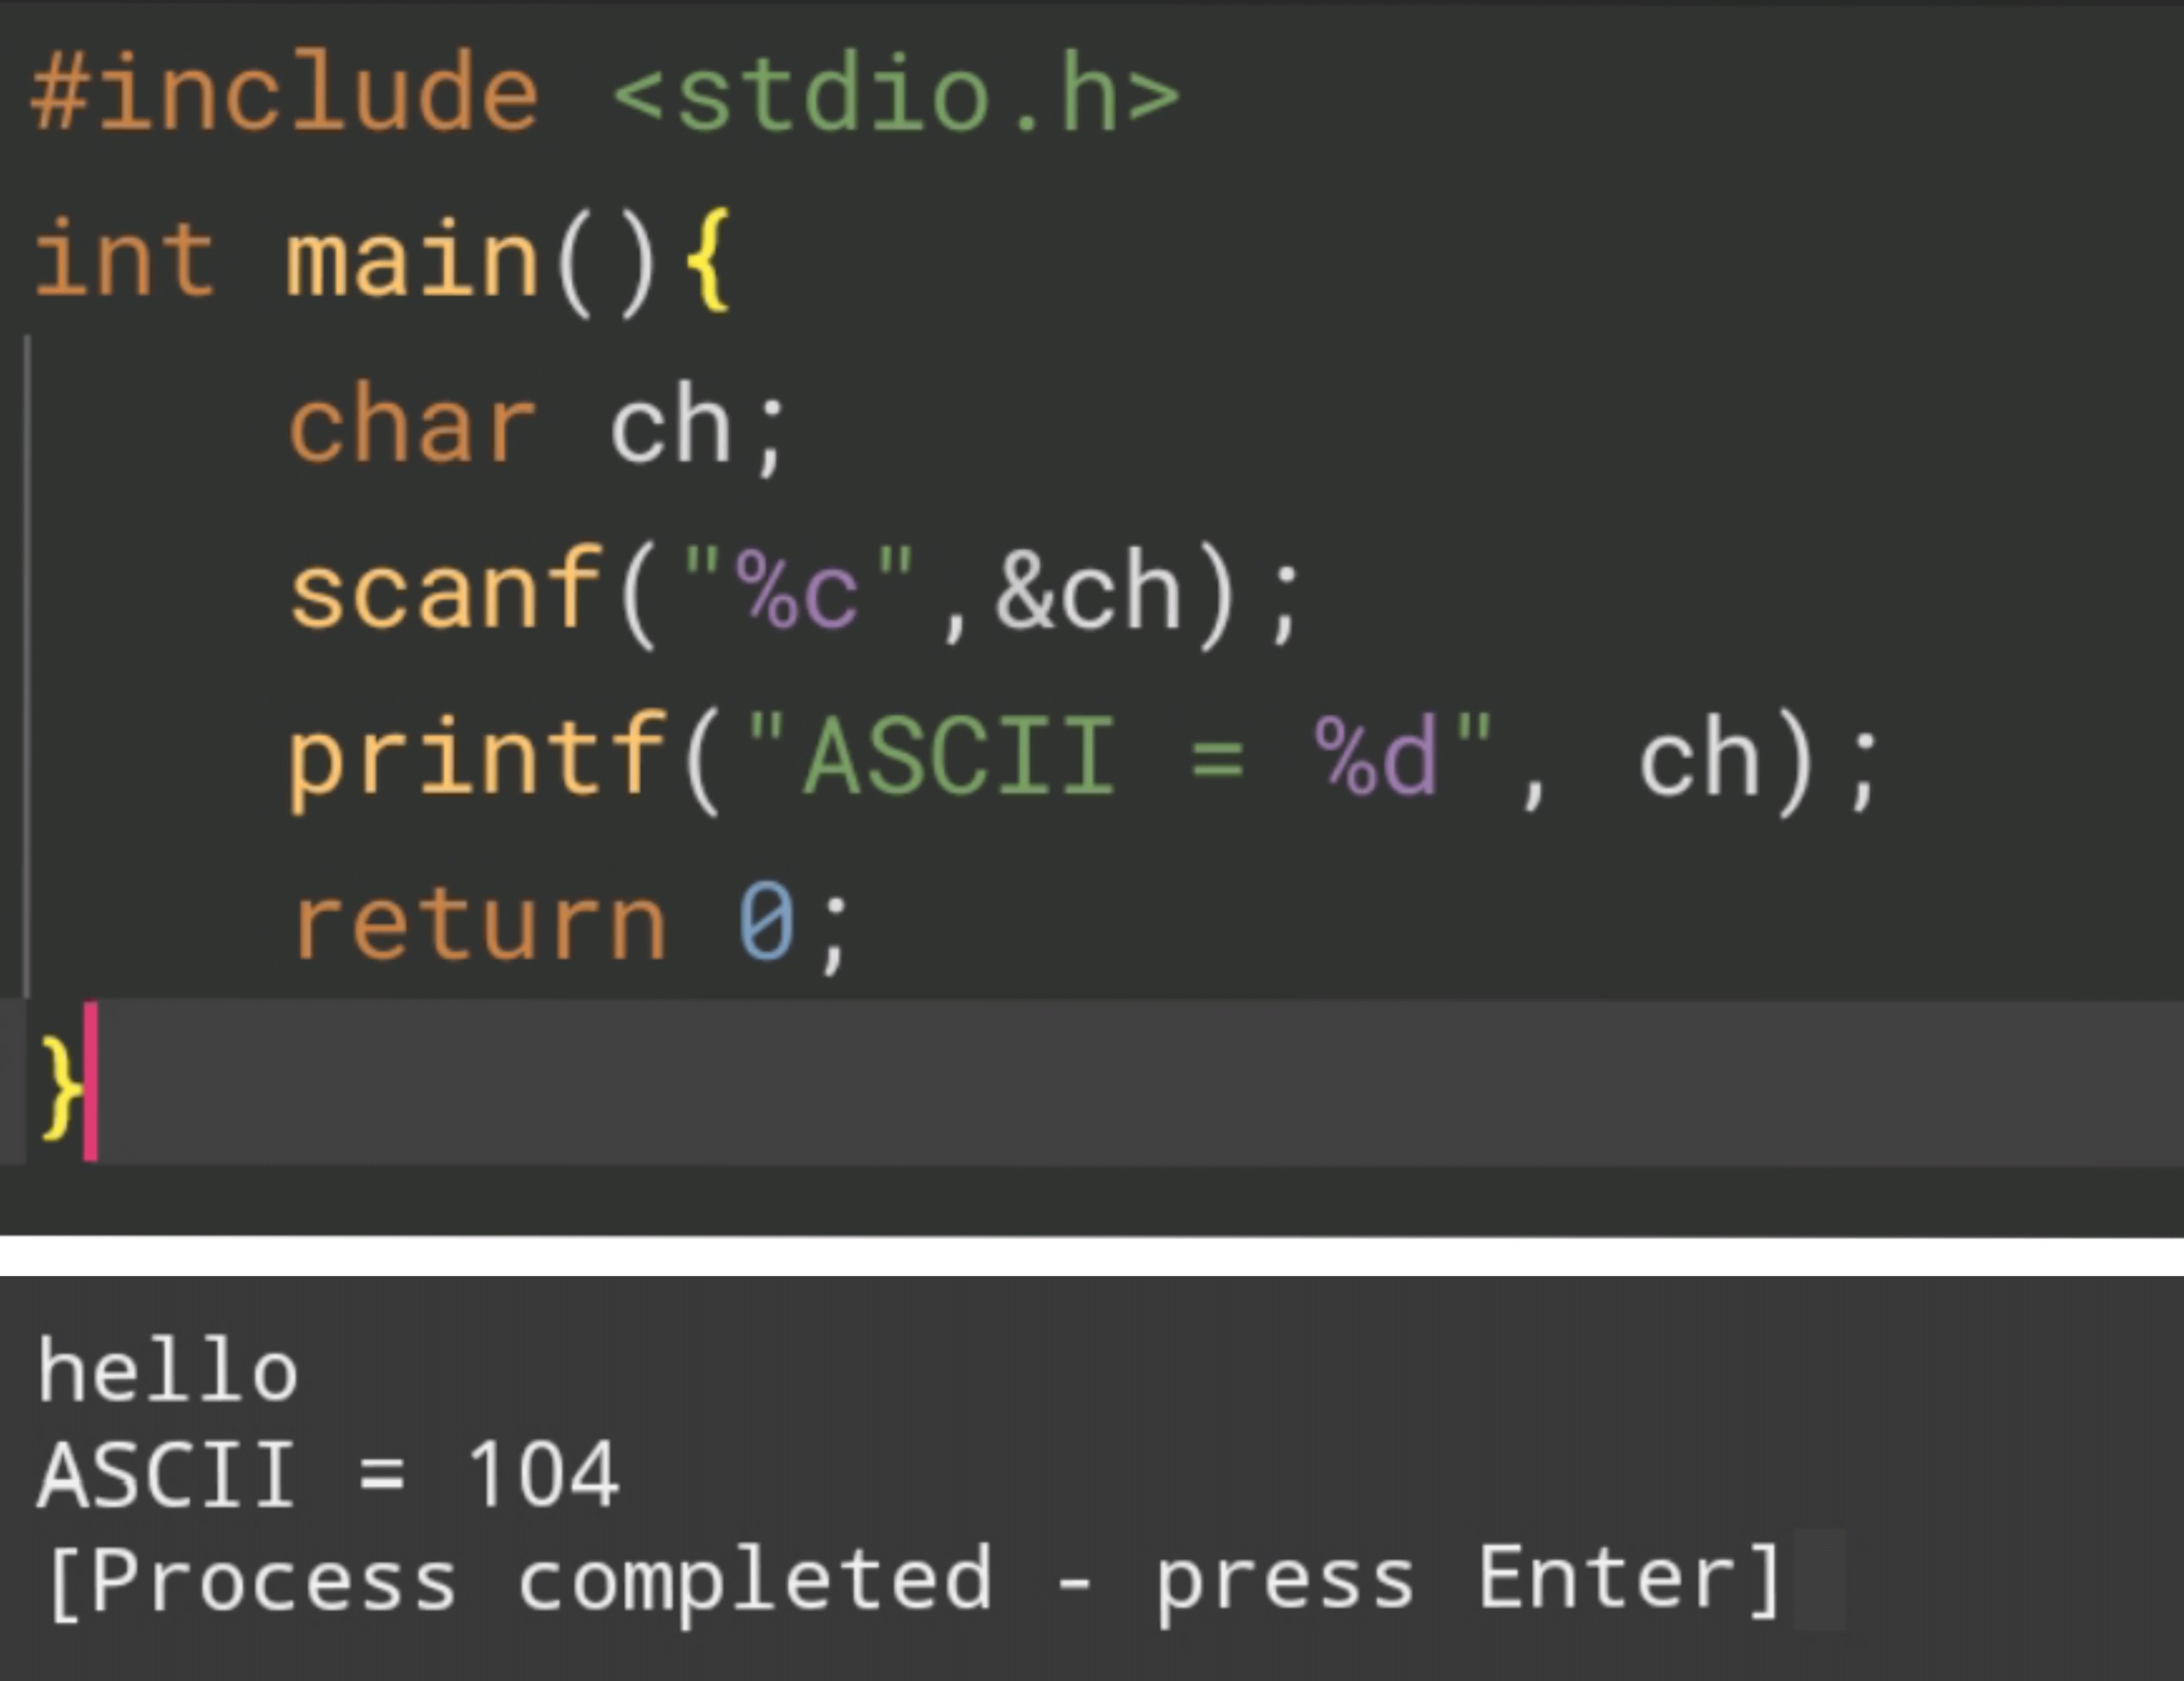 #include <stdio.h>
int main(){
char ch;
scanf("%c",&ch);
printf("ASCII = %d", ch);
return 0;
}
hello
ASCII = 104
[Process completed - press Enter]